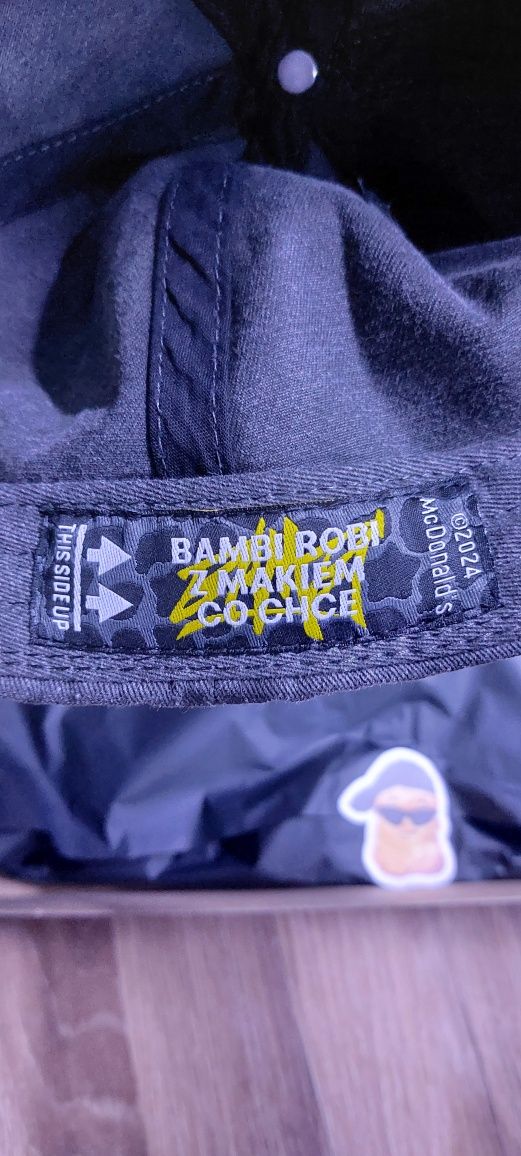 THIS SIDE UP
BAMBI ROBI
Z MAKIEM
CO CHCE
©2024
McDonald's